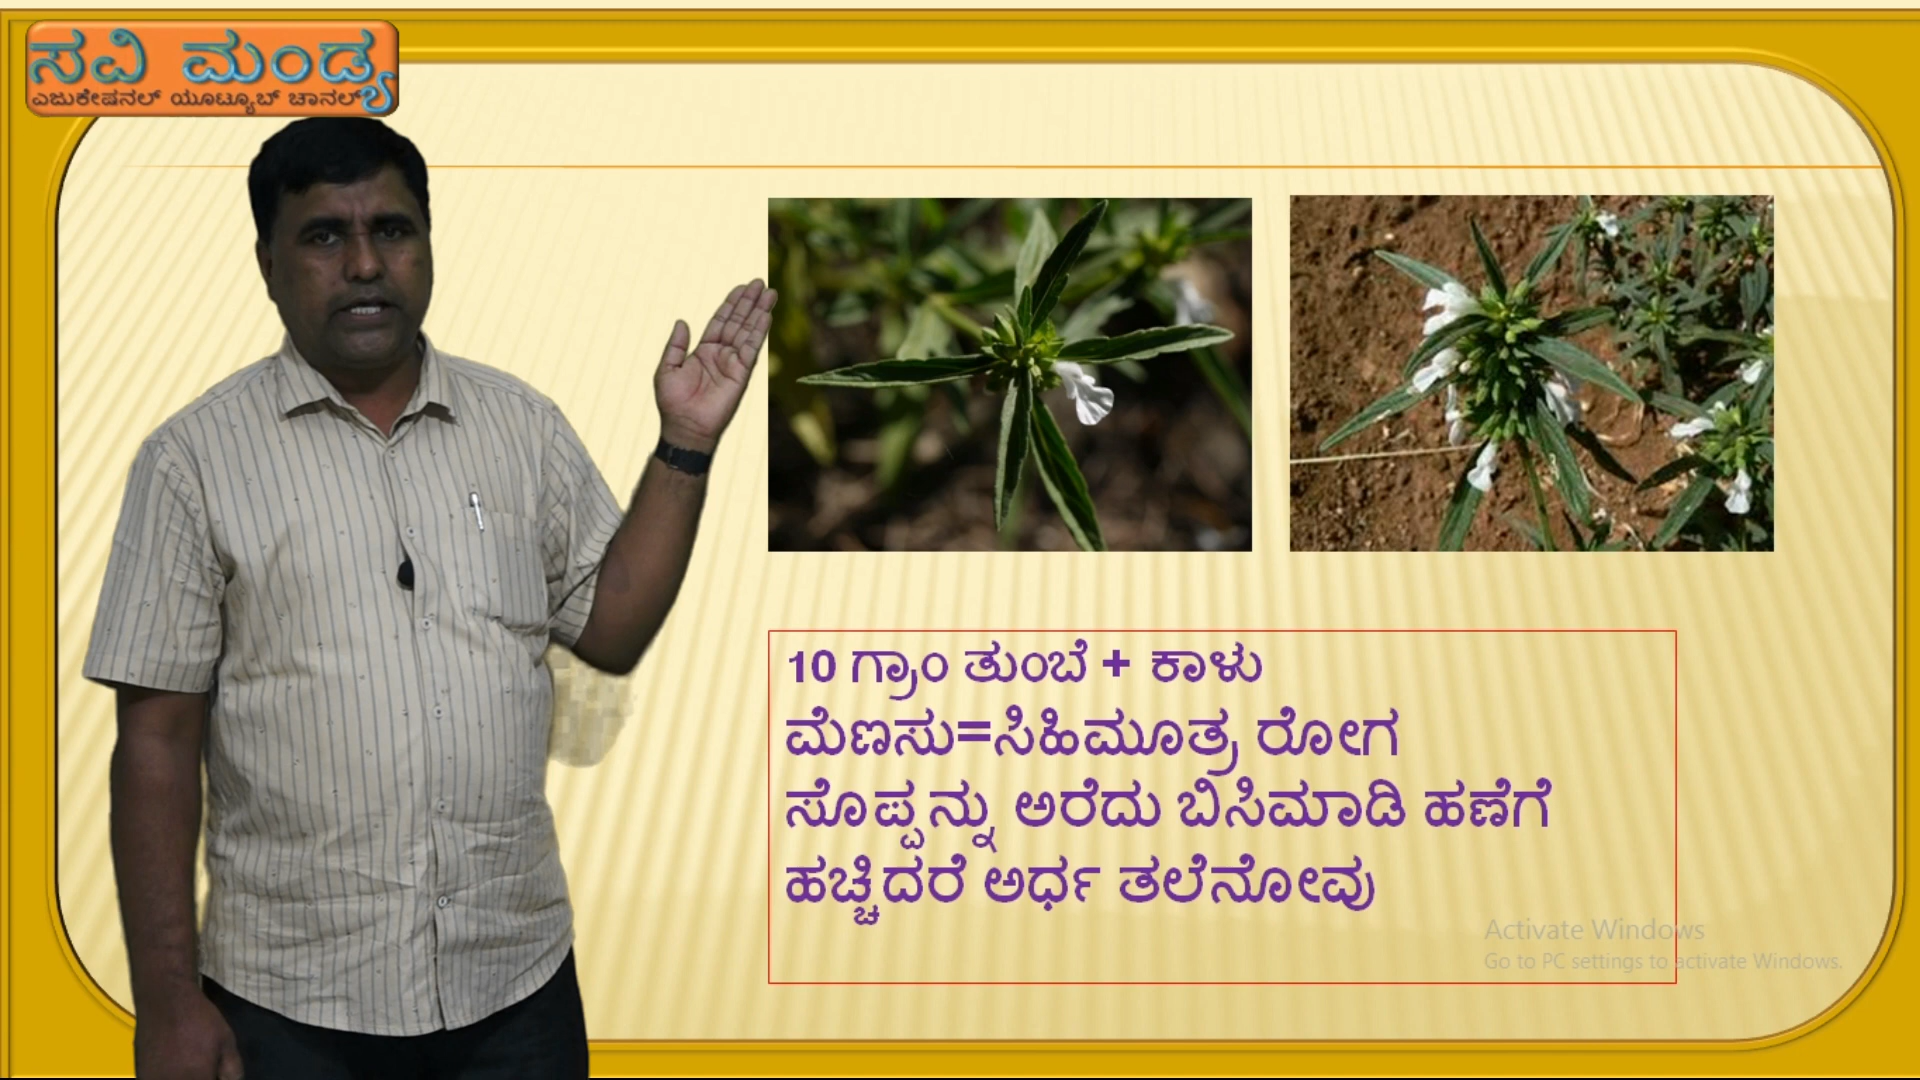 ಸವಿ ಮಂಡ್ಯ
ಎಜುಕೇಷನಲ್ ಯೂಟ್ಯೂಬ್ ಚಾನಲ್
10 ಗ್ರಾಂ ತುಂಬೆ + ಕಾಳು
ಮೆಣಸು=ಸಿಹಿಮೂತ್ರ ರೋಗ
ಸೊಪ್ಪನ್ನು ಅರೆದು ಬಿಸಿಮಾಡಿ ಹಣೆಗೆ
ಹಚ್ಚಿದರೆ ಅರ್ಧ ತಲೆನೋವು
Activate Windows
Go to PC settings to activate Windows.